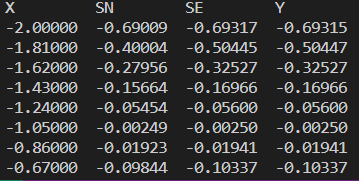 X SN SE Y
-2.00000 -0.69009 -0.69317 -0.69315
-1.81000 -0.40004 -0.50445 -0.50447
-1.62000 -0.27956 -0.32527 -0.32527
-1.43000 -0.15664 -0.16966 -0.16966
-1.24000 -0.05454 -0.05600 -0.05600
-1.05000 -0.00249 -0.00250 -0.00250
-0.86000 -0.01923 -0.01941 -0.01941
-0.67000 -0.09844 -0.10337 -0.10337